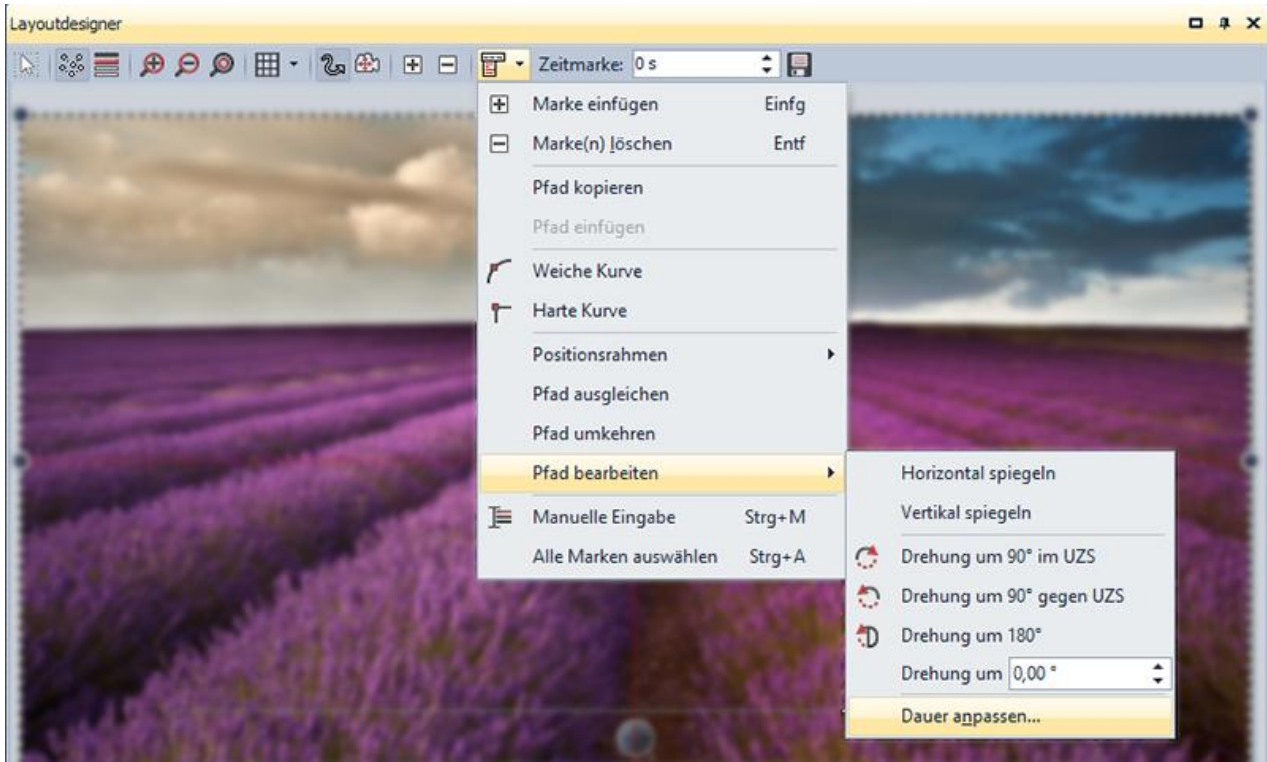 Layoutdesigner
Zeitmarke: 0 s
Marke einfügen Einfg
Marke(n) löschen Entf
Pfad kopieren
Pfad einfügen
Weiche Kurve
Harte Kurve
Positionsrahmen
Pfad ausgleichen
Pfad umkehren
Pfad bearbeiten
Manuelle Eingabe Strg+M
Alle Marken auswählen Strg+A
Horizontal spiegeln
Vertikal spiegeln
Drehung um 90° im UZS
Drehung um 90° gegen UZS
Drehung um 180°
Drehung um 0,00 °
Dauer anpassen...